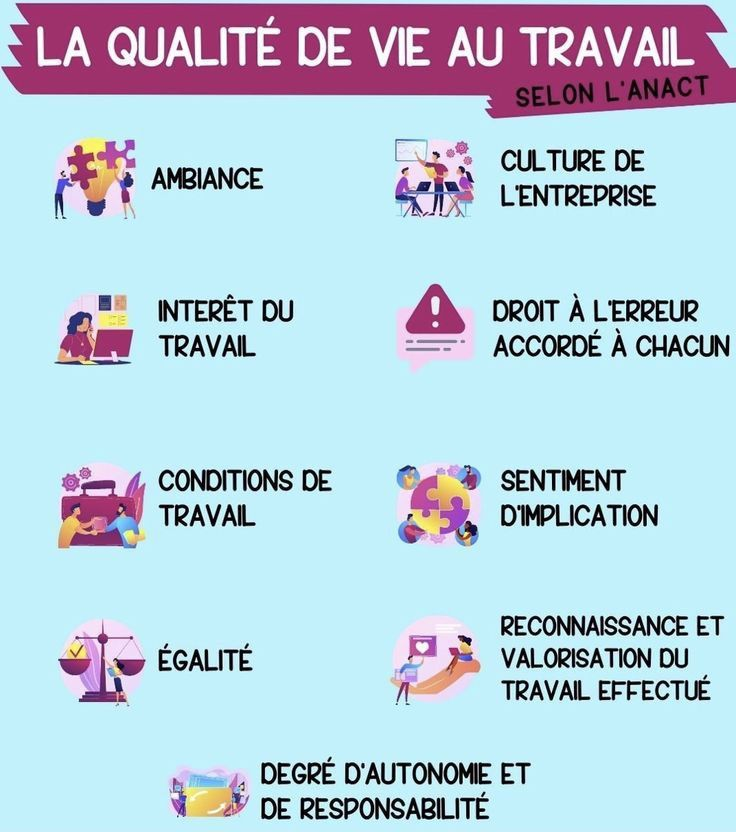 LA QUALITÉ DE VIE AU TRAVAIL
SELON L'ANACT
AMBIANCE
CULTURE DE
L'ENTREPRISE
INTERÊT DU
TRAVAIL
DROIT À L'ERREUR
ACCORDÉ À CHACUN
CONDITIONS DE
TRAVAIL
SENTIMENT
D'IMPLICATION
ÉGALITÉ
RECONNAISSANCE ET
VALORISATION DU
TRAVAIL EFFECTUÉ
DEGRÉ D'AUTONOMIE ET
DE RESPONSABILITÉ